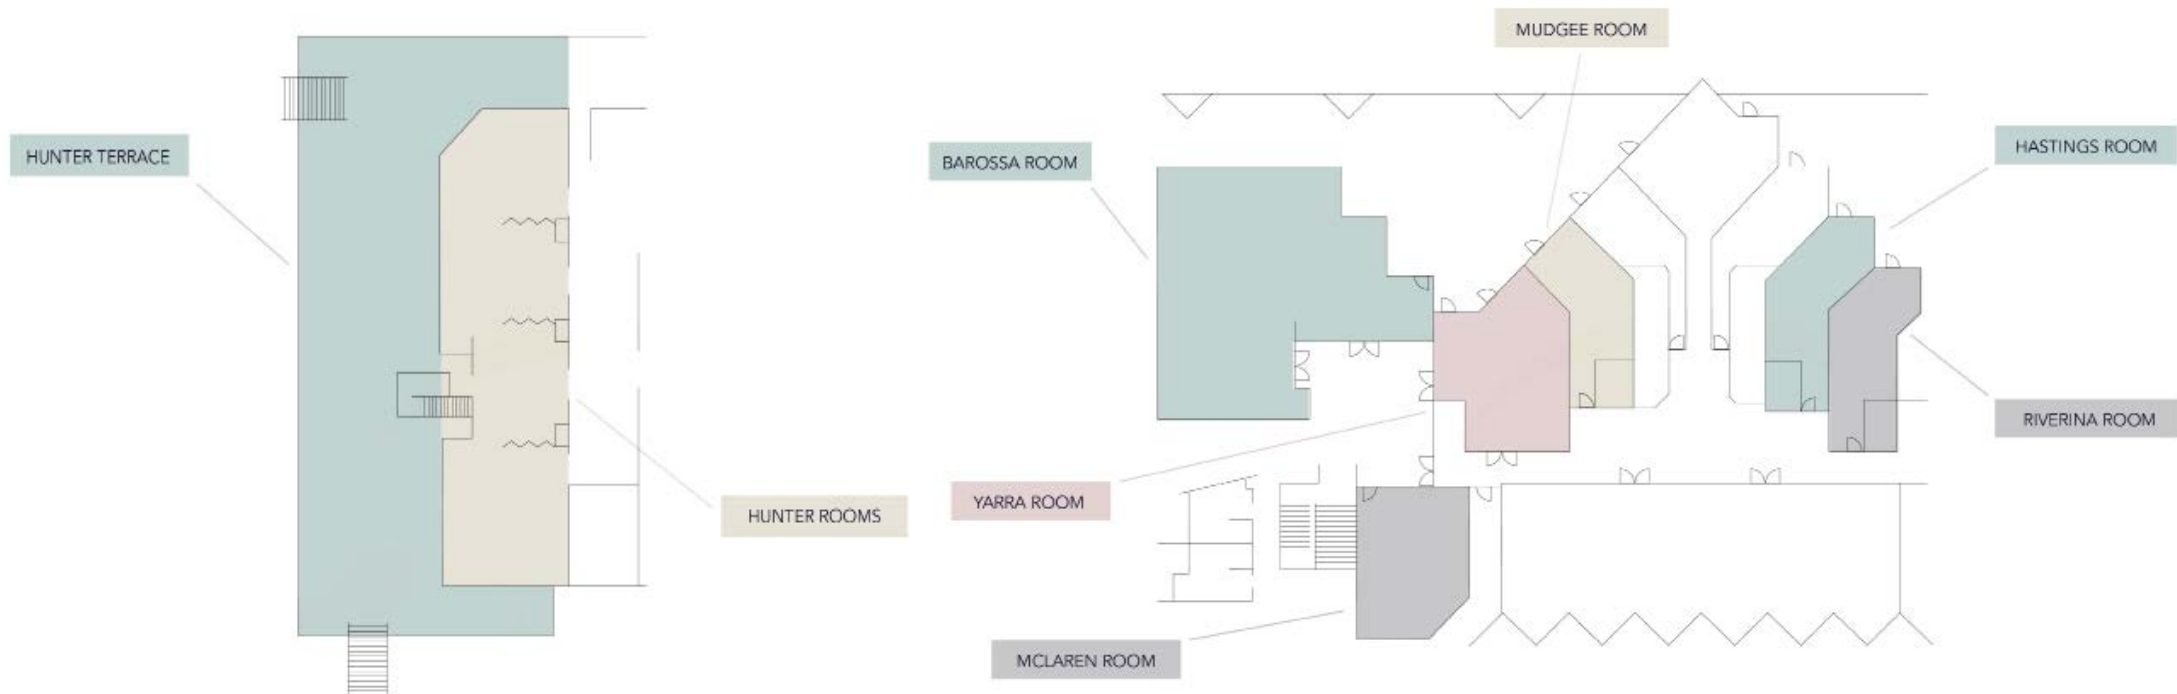 MUDGEE ROOM
HUNTER TERRACE
BAROSSA ROOM
HASTINGS ROOM
RIVERINA ROOM
YARRA ROOM
HUNTER ROOMS
MCLAREN ROOM